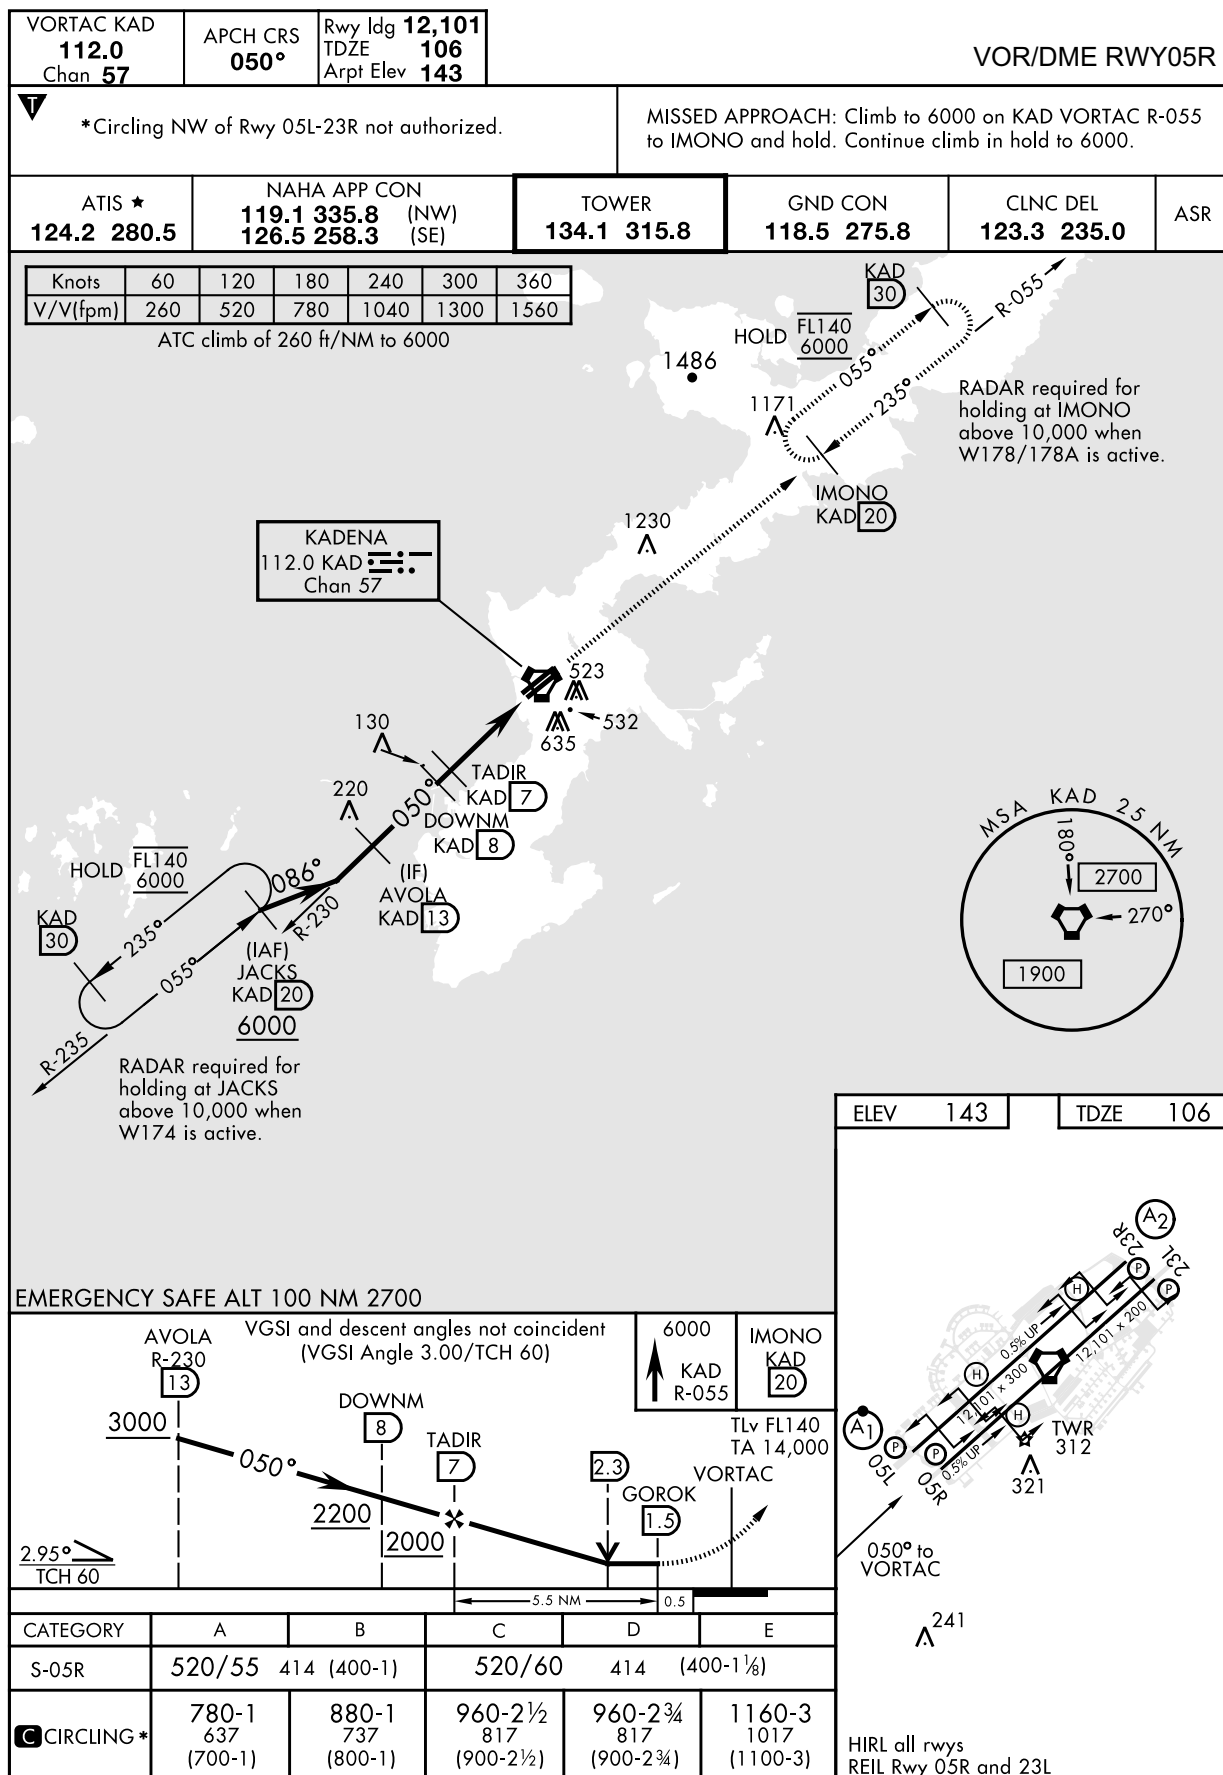 VORTAC KAD
112.0
Chan 57
APCH CRS
050°
Rwy ldg 12,101
TDZE 106
Arpt Elev 143
VOR/DME RWY05R
T
*Circling NW of Rwy 05L-23R not authorized.
MISSED APPROACH: Climb to 6000 on KAD VORTAC R-055
to IMONO and hold. Continue climb in hold to 6000.
ATIS ★
124.2 280.5
NAHA APP CON
119.1 335.8 (NW)
126.5 258.3 (SE)
TOWER
134.1 315.8
GND CON
118.5 275.8
CLNC DEL
123.3 235.0
ASR
Knots 60 120 180 240 300 360
V/V(fpm) 260 520 780 1040 1300 1560
ATC climb of 260 ft/NM to 6000
KAD
30
R-055
HOLD FL140
6000
055°
235°
1486
1171
RADAR required for
holding at IMONO
above 10,000 when
W178/178A is active.
IMONO
KAD 20
1230
KADENA
112.0 KAD
Chan 57
523
532
635
130
TADIR
KAD 7
220
050°
DOWNM
KAD 8
(IF)
AVOLA
KAD 13
HOLD FL140
6000
086°
R-230
KAD
30
235°
055°
(IAF)
JACKS
KAD 20
6000
R-235
RADAR required for
holding at JACKS
above 10,000 when
W174 is active.
MSA KAD 25 NM
180°
2700
270°
1900
EMERGENCY SAFE ALT 100 NM 2700
ELEV 143
TDZE 106
A2
23R
23L
P
P
H
0.5% UP
12,101 x 200
H
12,101 x 300
H
A1
P
P
05L
05R
0.5% UP
TWR
312
321
050° to
VORTAC
241
HIRL all rwys
REIL Rwy 05R and 23L
AVOLA
R-230
13
VGSI and descent angles not coincident
(VGSI Angle 3.00/TCH 60)
6000
KAD
R-055
IMONO
KAD
20
DOWNM
8
TADIR
7
TLv FL140
TA 14,000
3000
050°
2200
2000
2.3
GOROK
1.5
VORTAC
2.95°
TCH 60
5.5 NM
0.5
CATEGORY A B C D E
S-05R 520/55 414 (400-1) 520/60 414 (400-1⅛)
C CIRCLING* 780-1 880-1 960-2½ 960-2¾ 1160-3
637 737 817 817 1017
(700-1) (800-1) (900-2½) (900-2¾) (1100-3)